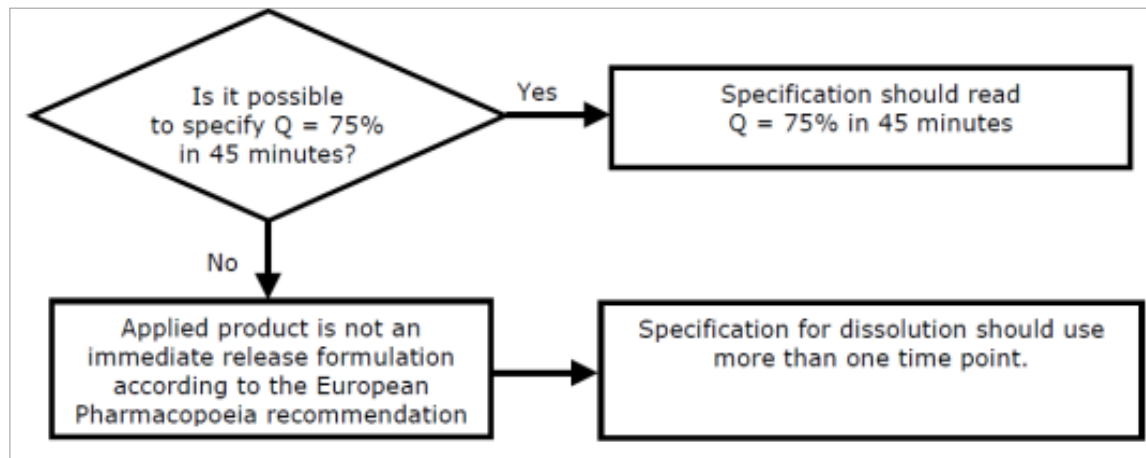 Is it possible
to specify Q = 75%
in 45 minutes?
Yes
Specification should read
Q = 75% in 45 minutes
No
Applied product is not an
immediate release formulation
according to the European
Pharmacopoeia recommendation
Specification for dissolution should use
more than one time point.